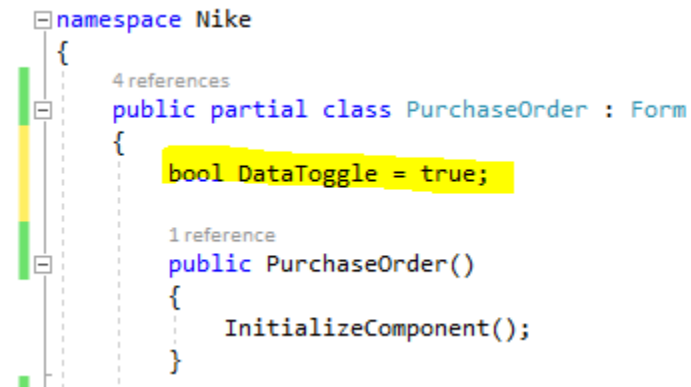 namespace Nike
{
4 references
public partial class PurchaseOrder : Form
{
bool DataToggle = true;
1 reference
public PurchaseOrder()
{
InitializeComponent();
}